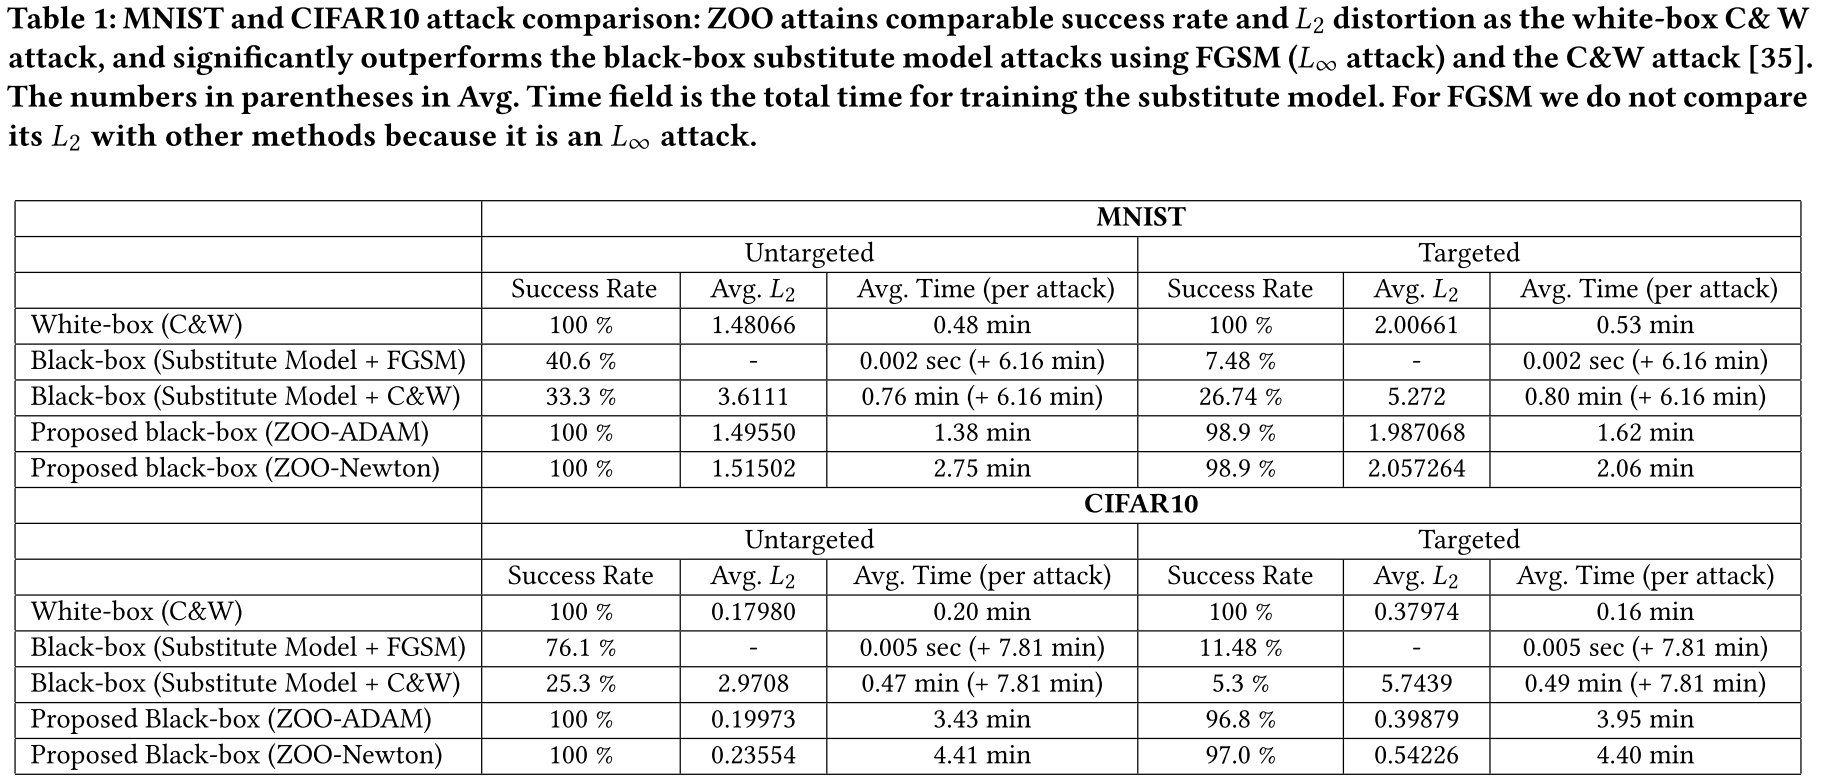 Table 1: MNIST and CIFAR10 attack comparison: ZOO attains comparable success rate and L2 distortion as the white-box C& W
attack, and significantly outperforms the black-box substitute model attacks using FGSM (L∞ attack) and the C&W attack [35].
The numbers in parentheses in Avg. Time field is the total time for training the substitute model. For FGSM we do not compare
its L2 with other methods because it is an L∞ attack.
MNIST
Untargeted Targeted
Success Rate Avg. L2 Avg. Time (per attack) Success Rate Avg. L2 Avg. Time (per attack)
White-box (C&W) 100 % 1.48066 0.48 min 100 % 2.00661 0.53 min
Black-box (Substitute Model + FGSM) 40.6 % - 0.002 sec (+ 6.16 min) 7.48 % - 0.002 sec (+ 6.16 min)
Black-box (Substitute Model + C&W) 33.3 % 3.6111 0.76 min (+ 6.16 min) 26.74 % 5.272 0.80 min (+ 6.16 min)
Proposed black-box (ZOO-ADAM) 100 % 1.49550 1.38 min 98.9 % 1.987068 1.62 min
Proposed black-box (ZOO-Newton) 100 % 1.51502 2.75 min 98.9 % 2.057264 2.06 min
CIFAR10
Untargeted Targeted
Success Rate Avg. L2 Avg. Time (per attack) Success Rate Avg. L2 Avg. Time (per attack)
White-box (C&W) 100 % 0.17980 0.20 min 100 % 0.37974 0.16 min
Black-box (Substitute Model + FGSM) 76.1 % - 0.005 sec (+ 7.81 min) 11.48 % - 0.005 sec (+ 7.81 min)
Black-box (Substitute Model + C&W) 25.3 % 2.9708 0.47 min (+ 7.81 min) 5.3 % 5.7439 0.49 min (+ 7.81 min)
Proposed Black-box (ZOO-ADAM) 100 % 0.19973 3.43 min 96.8 % 0.39879 3.95 min
Proposed Black-box (ZOO-Newton) 100 % 0.23554 4.41 min 97.0 % 0.54226 4.40 min